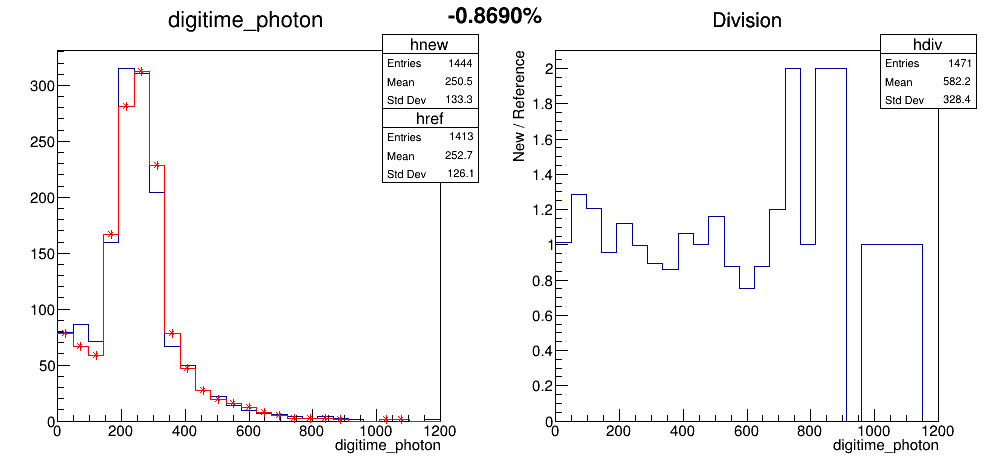 digitime_photon
-0.8690%
Division
hnew
Entries 1444
Mean 250.5
Std Dev 133.3
href
Entries 1413
Mean 252.7
Std Dev 126.1
300
250
200
150
100
50
0
0 200 400 600 800 1000 1200
digitime_photon
hdiv
Entries 1471
Mean 582.2
Std Dev 328.4
New / Reference
2
1.8
1.6
1.4
1.2
1
0.8
0.6
0.4
0.2
0
0 200 400 600 800 1000 1200
digitime_photon